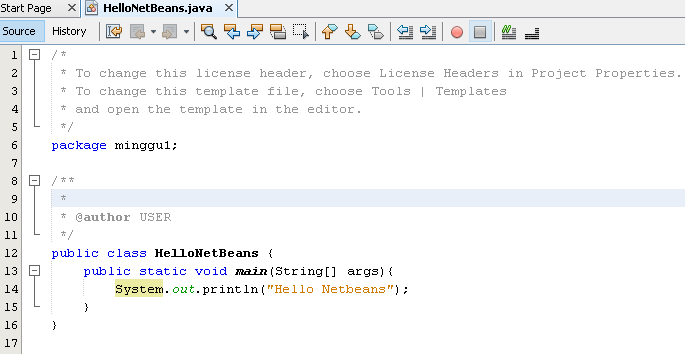 Start Page HelloNetBeans.java
Source History
1 /*
2 * To change this license header, choose License Headers in Project Properties.
3 * To change this template file, choose Tools | Templates
4 * and open the template in the editor.
5 */
6 package minggu1;
7
8 /**
9 *
10 * @author USER
11 */
12 public class HelloNetBeans {
13 public static void main(String[] args){
14 System.out.println("Hello Netbeans");
15 }
16 }
17